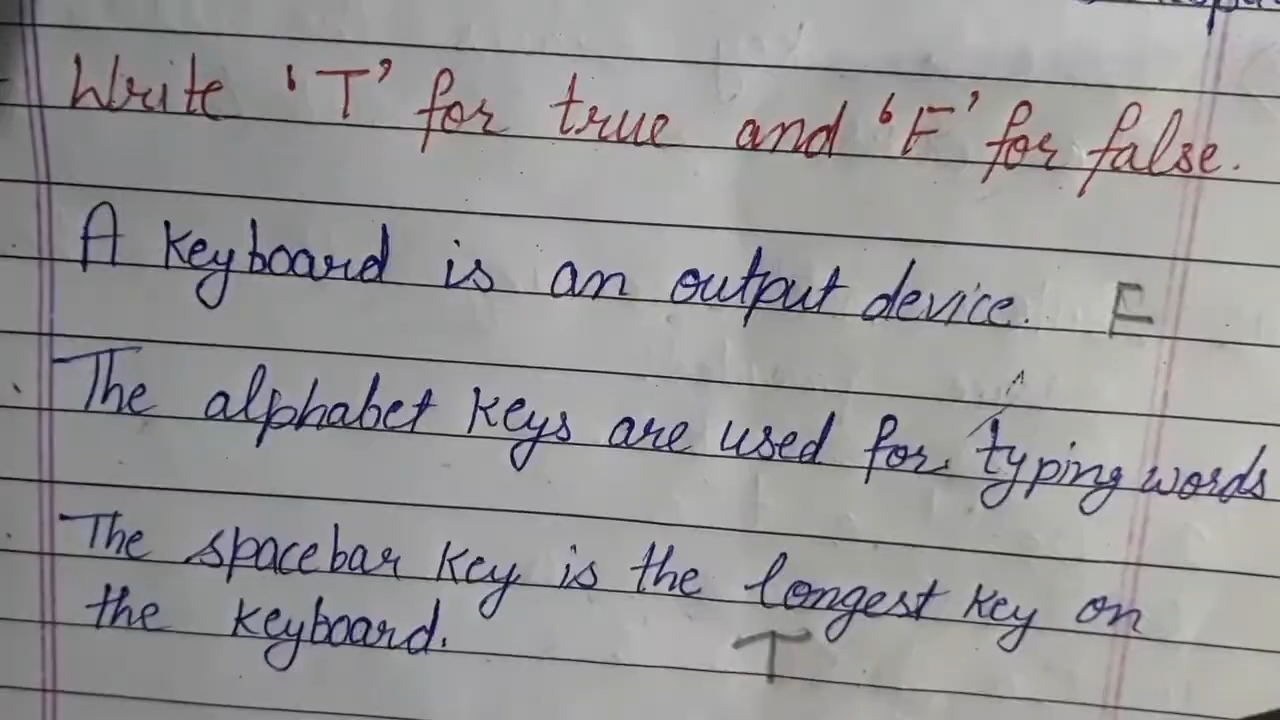 Write 'T' for true and 'F' for false.
A keyboard is an output device. F
The alphabet keys are used for typing words
The spacebar key is the longest key on
the keyboard. T